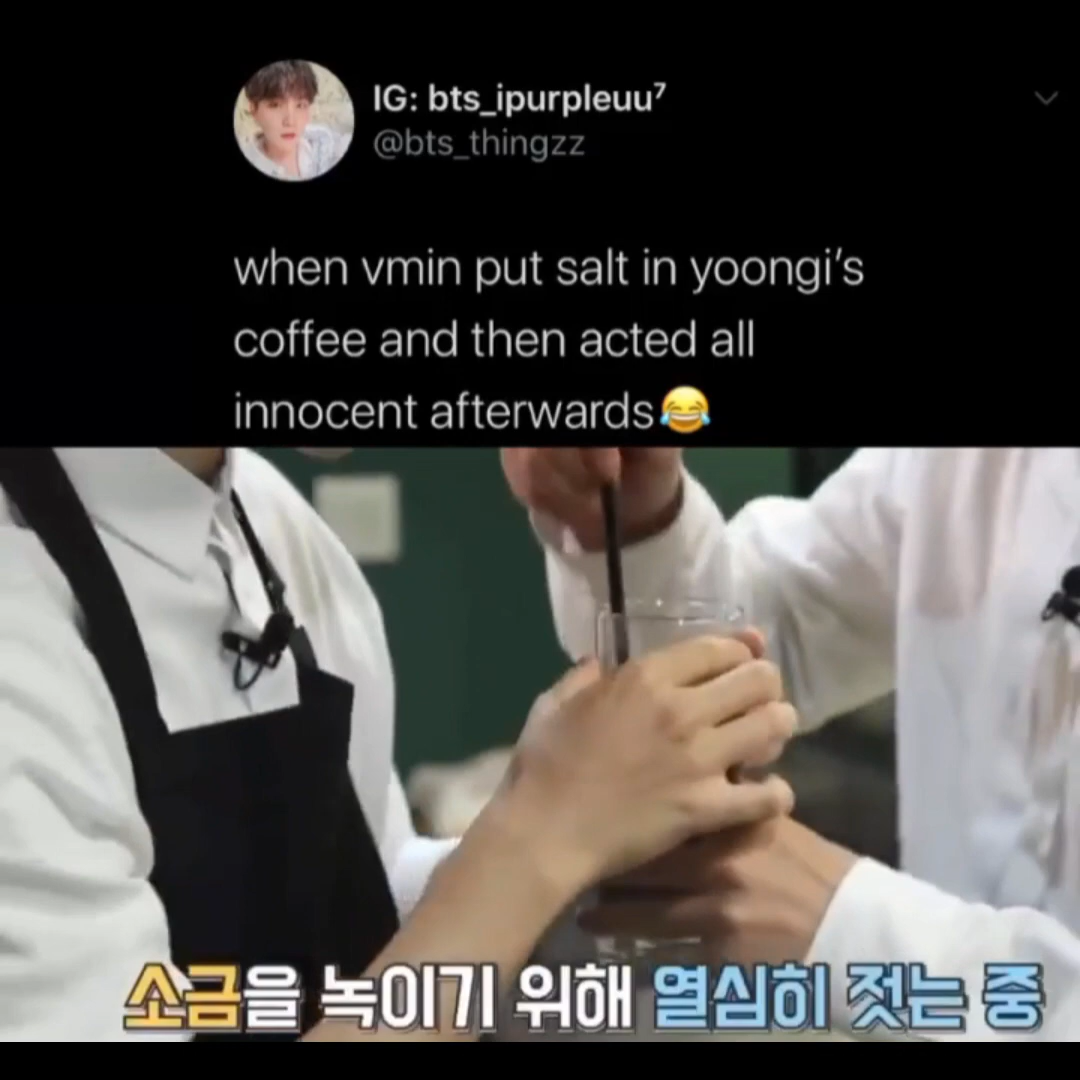 IG: bts_ipurpleuu⁷
@bts_thingzz
when vmin put salt in yoongi's
coffee and then acted all
innocent afterwards😂
소금을 녹이기 위해 열심히 젓는 중